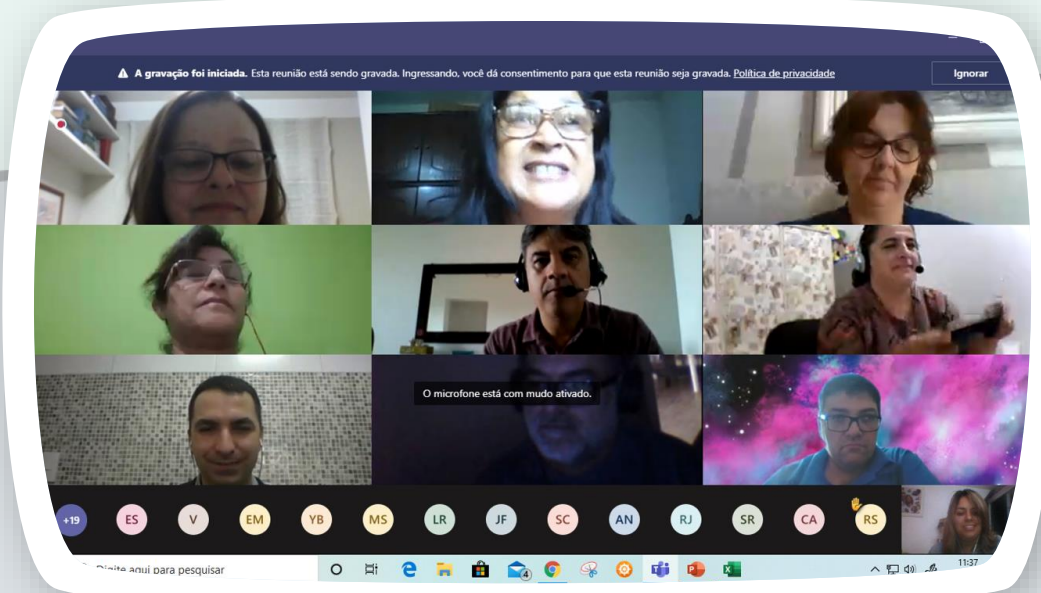 A gravação foi iniciada. Esta reunião está sendo gravada. Ingressando, você dá consentimento para que esta reunião seja gravada. Política de privacidade
Ignorar
O microfone está com mudo ativado.
+19
ES
V
EM
YB
MS
LR
JF
SC
AN
RJ
SR
CA
RS
Digite aqui para pesquisar
4
11:37